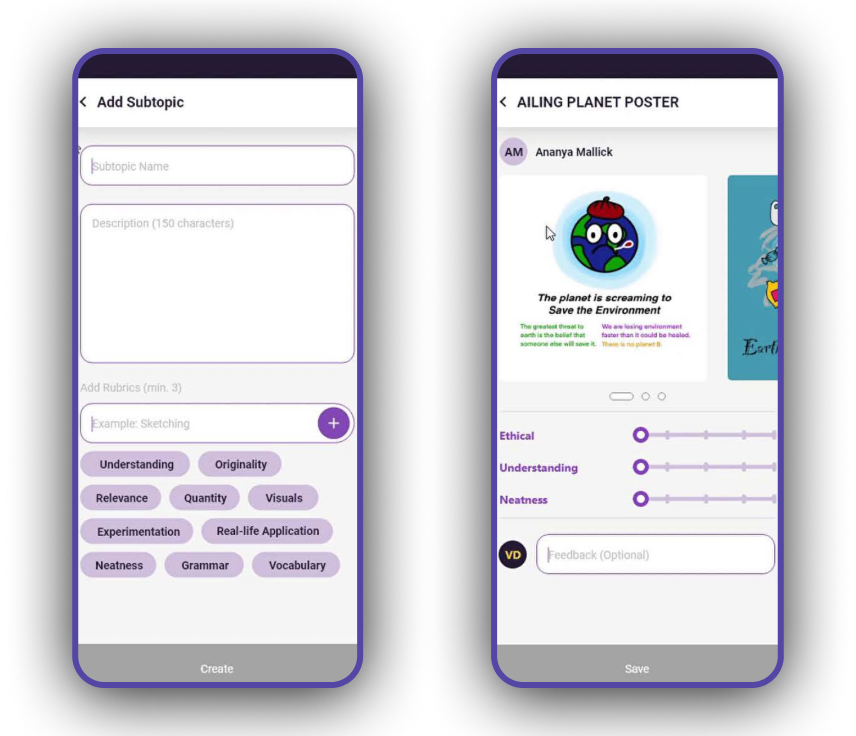 Add Subtopic
Subtopic Name
Description (150 characters)
Add Rubrics (min. 3)
Example: Sketching
+
Understanding Originality
Relevance Quantity Visuals
Experimentation Real-life Application
Neatness Grammar Vocabulary
Create
AILING PLANET POSTER
AM Ananya Mallick
The planet is screaming to
Save the Environment
The greatest threat to
earth is the belief that
someone else will save it.
We are losing environment
faster than it could be healed.
There is no planet B.
Earth
Ethical
Understanding
Neatness
VD Feedback (Optional)
Save